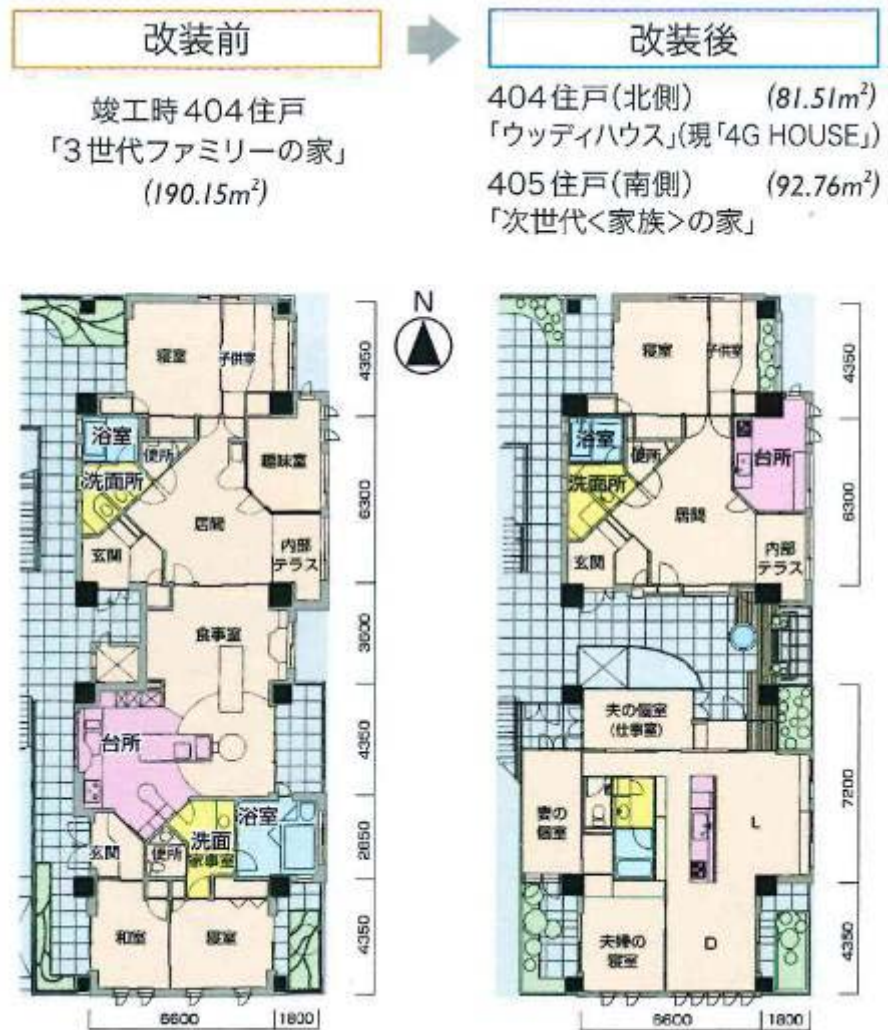 改装前
改装後
竣工時404住戸
「3世代ファミリーの家」
(190.15m²)
404住戸(北側) (81.51m²)
「ウッディハウス」(現「4G HOUSE」)
405住戸(南側) (92.76m²)
「次世代<家族>の家」
N
寝室
子供室
浴室
便所
趣味室
洗面所
居間
玄関
内部
テラス
食事室
台所
浴室
洗面
家事室
便所
玄関
和室
寝室
4350
6300
3600
4350
2850
4350
6600
1800
寝室
子供室
浴室
便所
台所
洗面所
居間
玄関
内部
テラス
夫の個室
(仕事室)
妻の
個室
L
夫婦の
寝室
D
4350
6300
7200
4350
6600
1800